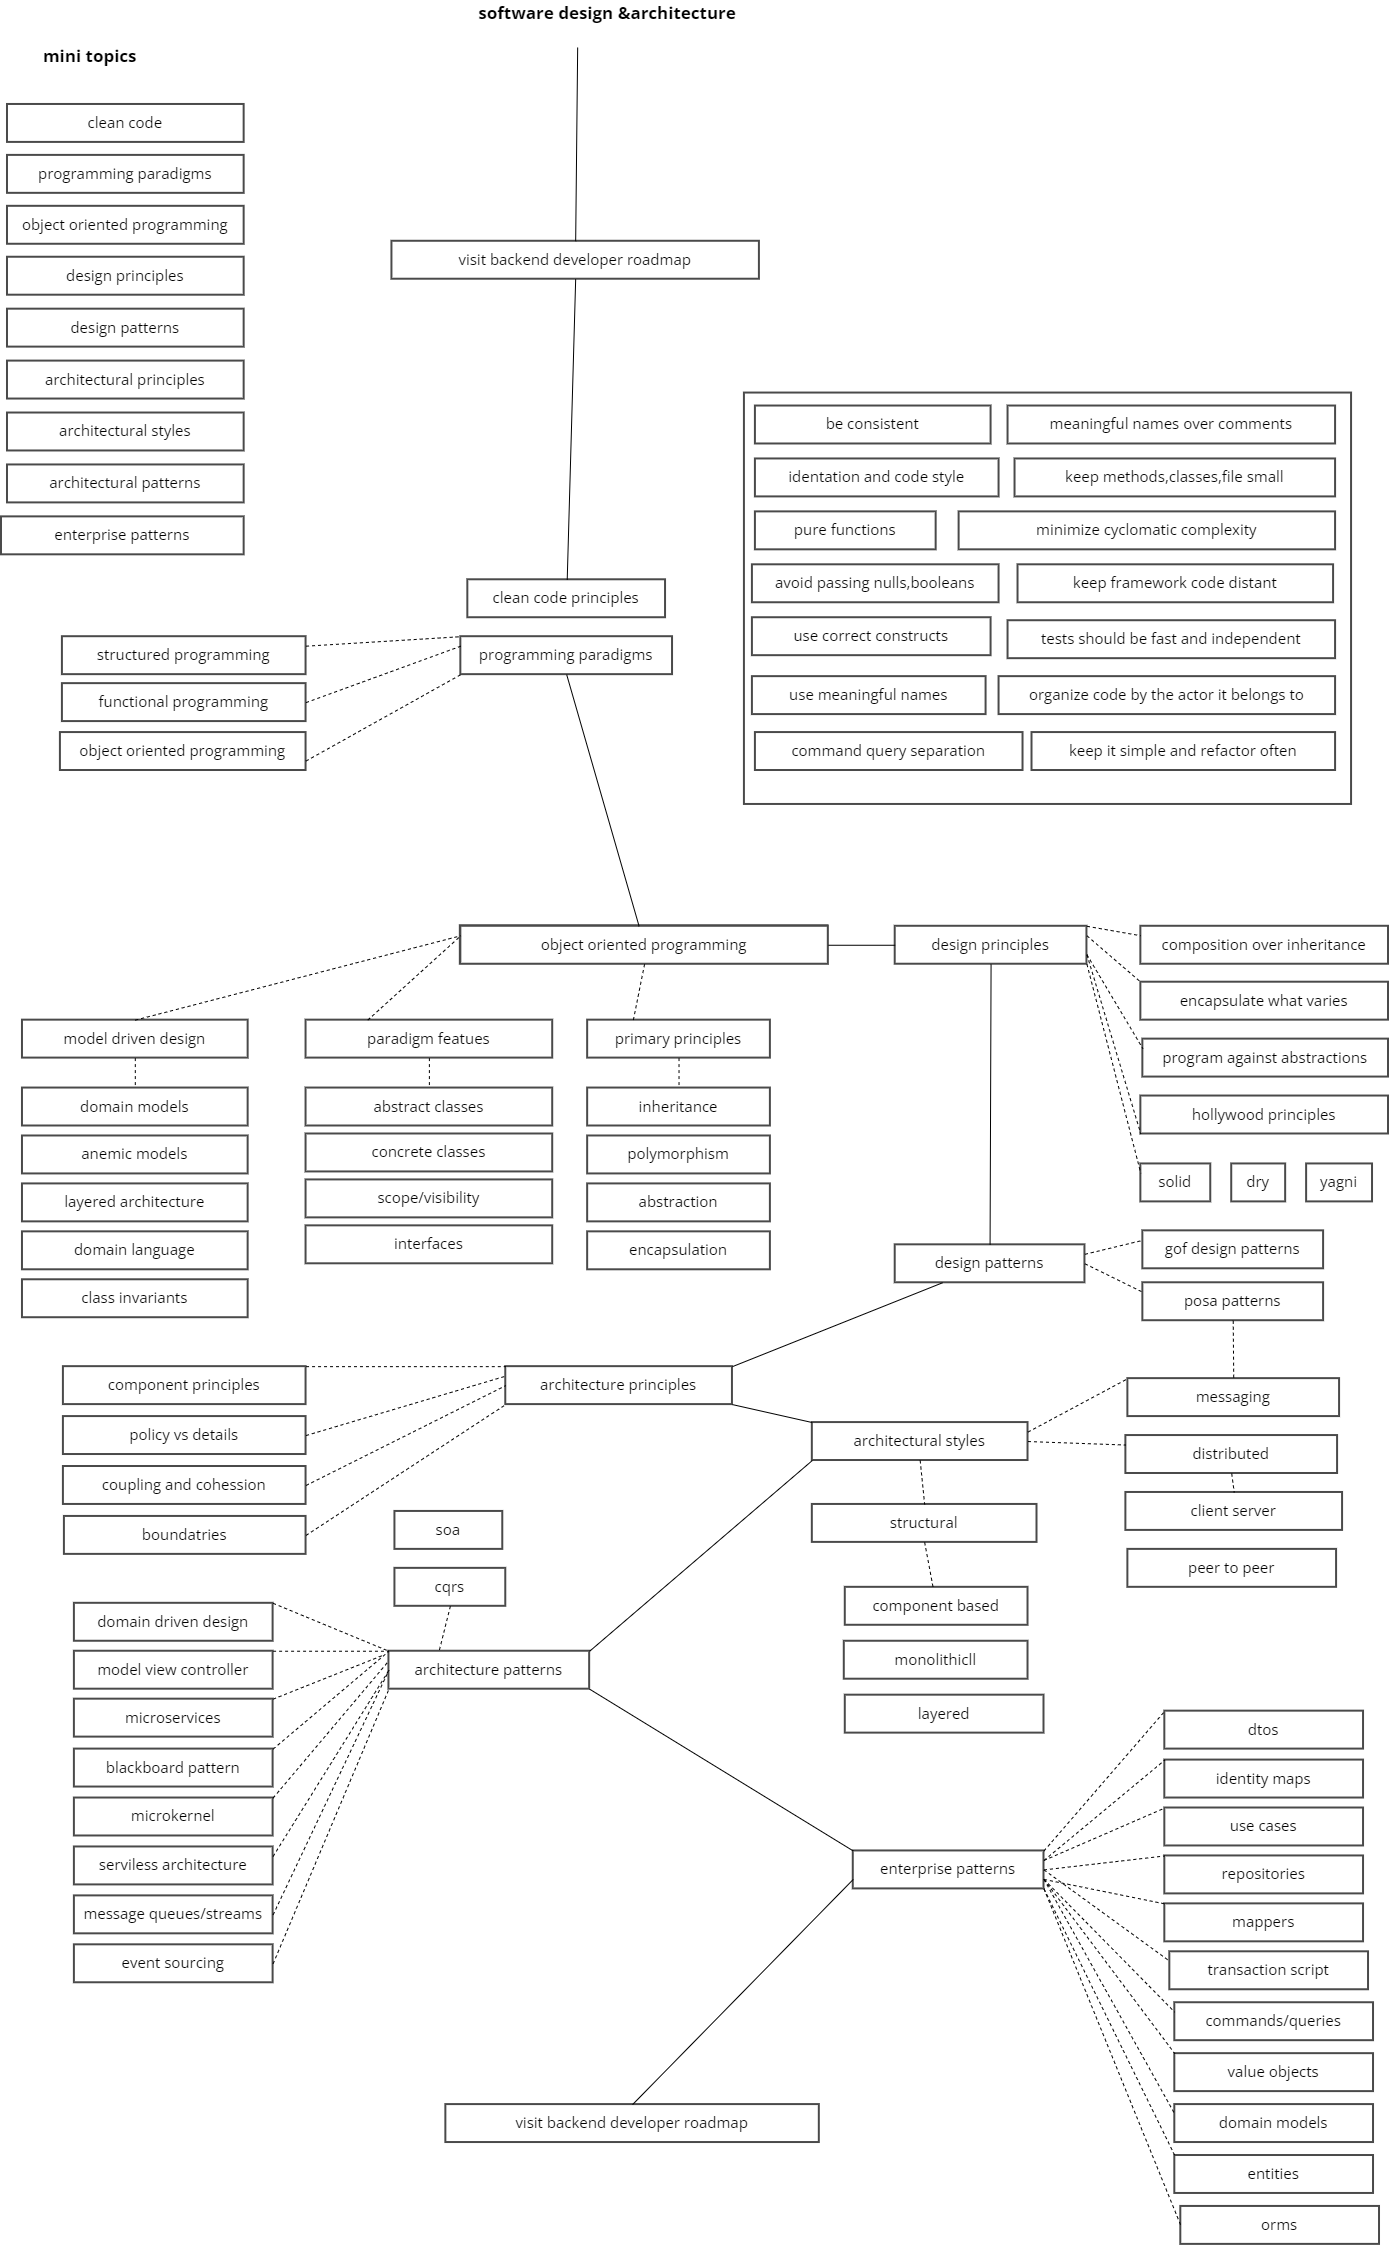 software design &architecture
mini topics
clean code
programming paradigms
object oriented programming
design principles
design patterns
architectural principles
architectural styles
architectural patterns
enterprise patterns
visit backend developer roadmap
be consistent
meaningful names over comments
identation and code style
keep methods,classes,file small
pure functions
minimize cyclomatic complexity
avoid passing nulls,booleans
keep framework code distant
use correct constructs
tests should be fast and independent
use meaningful names
organize code by the actor it belongs to
command query separation
keep it simple and refactor often
clean code principles
programming paradigms
structured programming
functional programming
object oriented programming
object oriented programming
design principles
composition over inheritance
encapsulate what varies
program against abstractions
hollywood principles
solid
dry
yagni
model driven design
domain models
anemic models
layered architecture
domain language
class invariants
paradigm featues
abstract classes
concrete classes
scope/visibility
interfaces
primary principles
inheritance
polymorphism
abstraction
encapsulation
design patterns
gof design patterns
posa patterns
architecture principles
component principles
policy vs details
coupling and cohession
boundatries
architectural styles
messaging
distributed
client server
peer to peer
structural
component based
monolithicll
layered
soa
cqrs
architecture patterns
domain driven design
model view controller
microservices
blackboard pattern
microkernel
serviless architecture
message queues/streams
event sourcing
enterprise patterns
dtos
identity maps
use cases
repositories
mappers
transaction script
commands/queries
value objects
domain models
entities
orms
visit backend developer roadmap